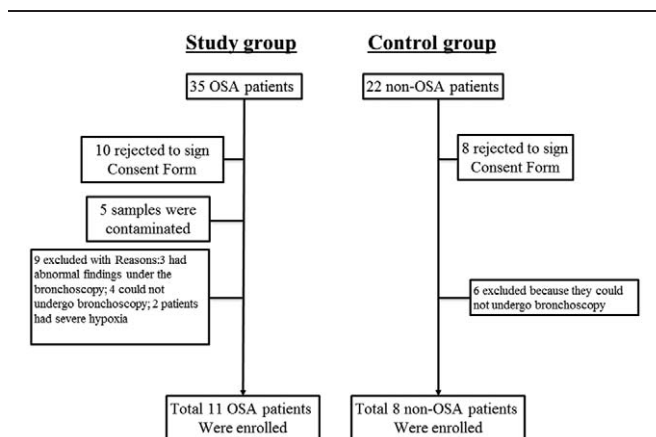 Study group
Control group
35 OSA patients
22 non-OSA patients
10 rejected to sign
Consent Form
8 rejected to sign
Consent Form
5 samples were
contaminated
9 excluded with Reasons:3 had
abnormal findings under the
bronchoscopy; 4 could not
undergo bronchoscopy; 2 patients
had severe hypoxia
6 excluded because they could
not undergo bronchoscopy
Total 11 OSA patients
Were enrolled
Total 8 non-OSA patients
Were enrolled